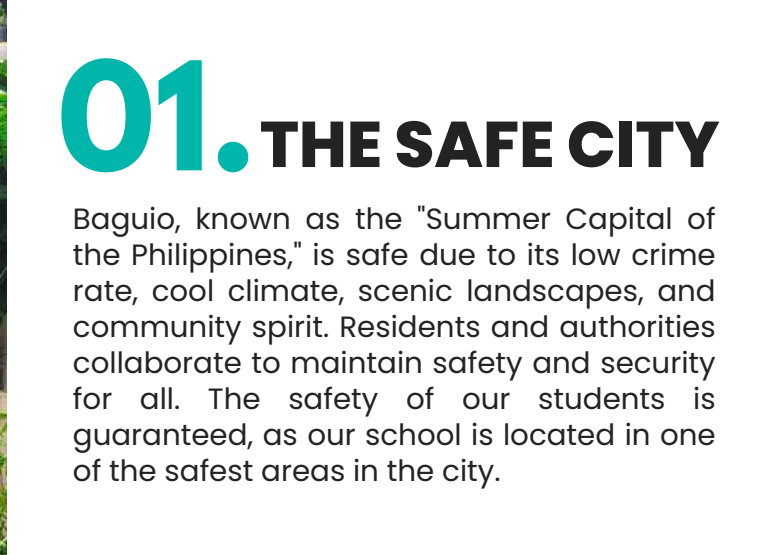 01. THE SAFE CITY
Baguio, known as the "Summer Capital of
the Philippines," is safe due to its low crime
rate, cool climate, scenic landscapes, and
community spirit. Residents and authorities
collaborate to maintain safety and security
for all. The safety of our students is
guaranteed, as our school is located in one
of the safest areas in the city.